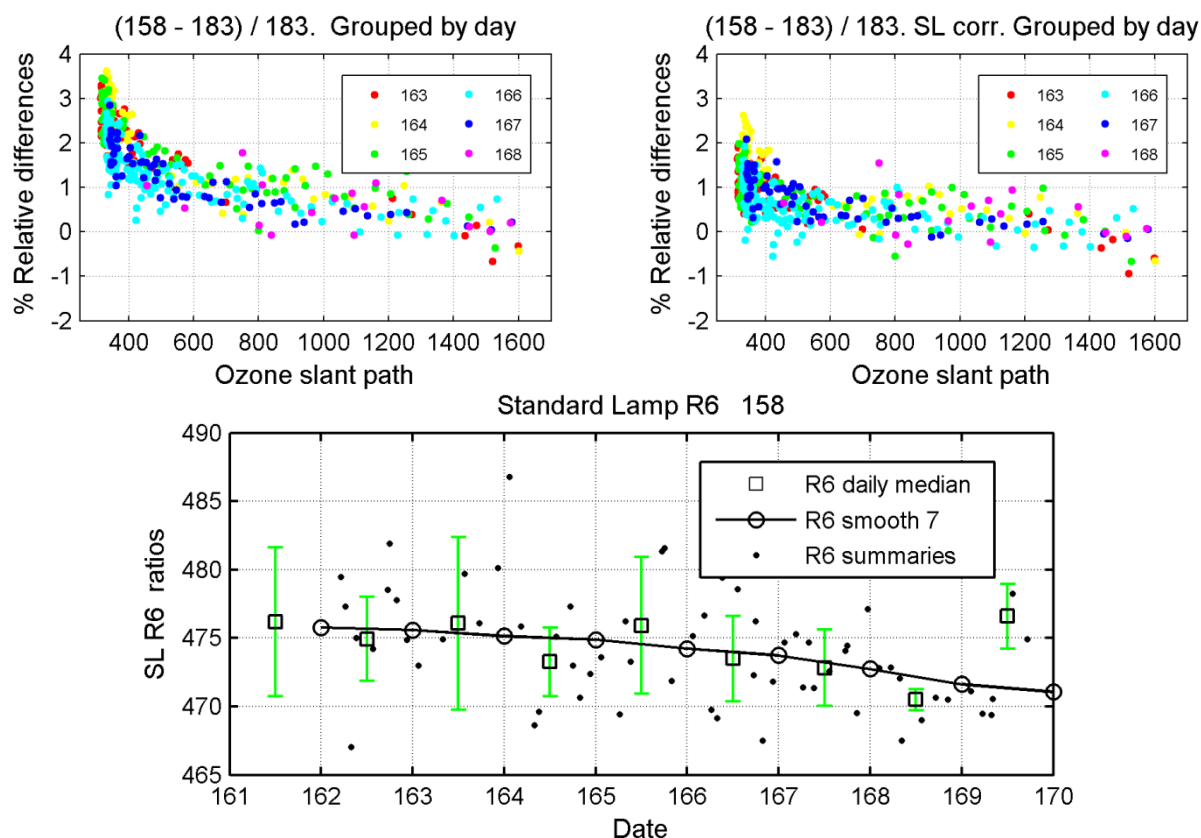 (158 - 183) / 183.  Grouped by day
4
3
2
1
0
-1
-2
% Relative differences
163
164
165
166
167
168
400 600 800 1000 1200 1400 1600
Ozone slant path
(158 - 183) / 183. SL corr. Grouped by day
4
3
2
1
0
-1
-2
% Relative differences
163
164
165
166
167
168
400 600 800 1000 1200 1400 1600
Ozone slant path
Standard Lamp R6   158
490
485
480
475
470
465
SL R6  ratios
R6 daily median
R6 smooth 7
R6 summaries
161 162 163 164 165 166 167 168 169 170
Date